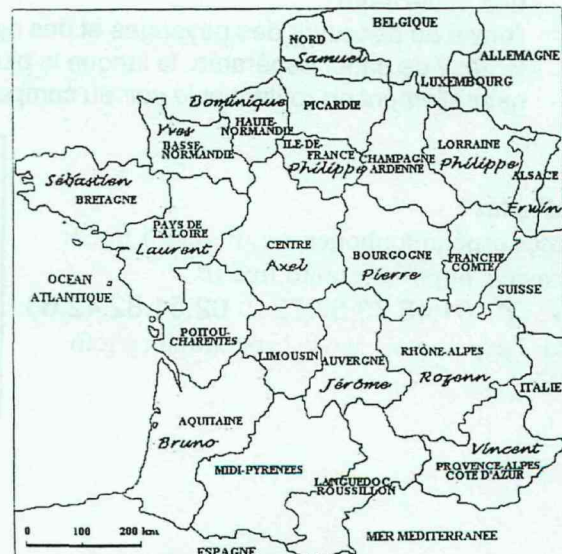 BELGIQUE
NORD
Samuel
ALLEMAGNE
LUXEMBOURG
Dominique
PICARDIE
HAUTE-
NORMANDIE
Yves
BASSE-
NORMANDIE
ILE-DE-
FRANCE
Philippe
CHAMPAGNE
ARDENNE
LORRAINE
Philippe
ALSACE
Erwin
Sébastien
BRETAGNE
PAYS DE
LA LOIRE
Laurent
CENTRE
Axel
BOURGOGNE
Pierre
FRANCHE
COMTE
SUISSE
OCEAN
ATLANTIQUE
POITOU-
CHARENTES
LIMOUSIN
AUVERGNE
Jérôme
RHÔNE-ALPES
Rozenn
ITALIE
AQUITAINE
Bruno
MIDI-PYRENEES
LANGUEDOC-
ROUSSILLON
Vincent
PROVENCE-ALPES
CÔTE D'AZUR
0 100 200 km
MER MEDITERRANEE
ESPAGNE